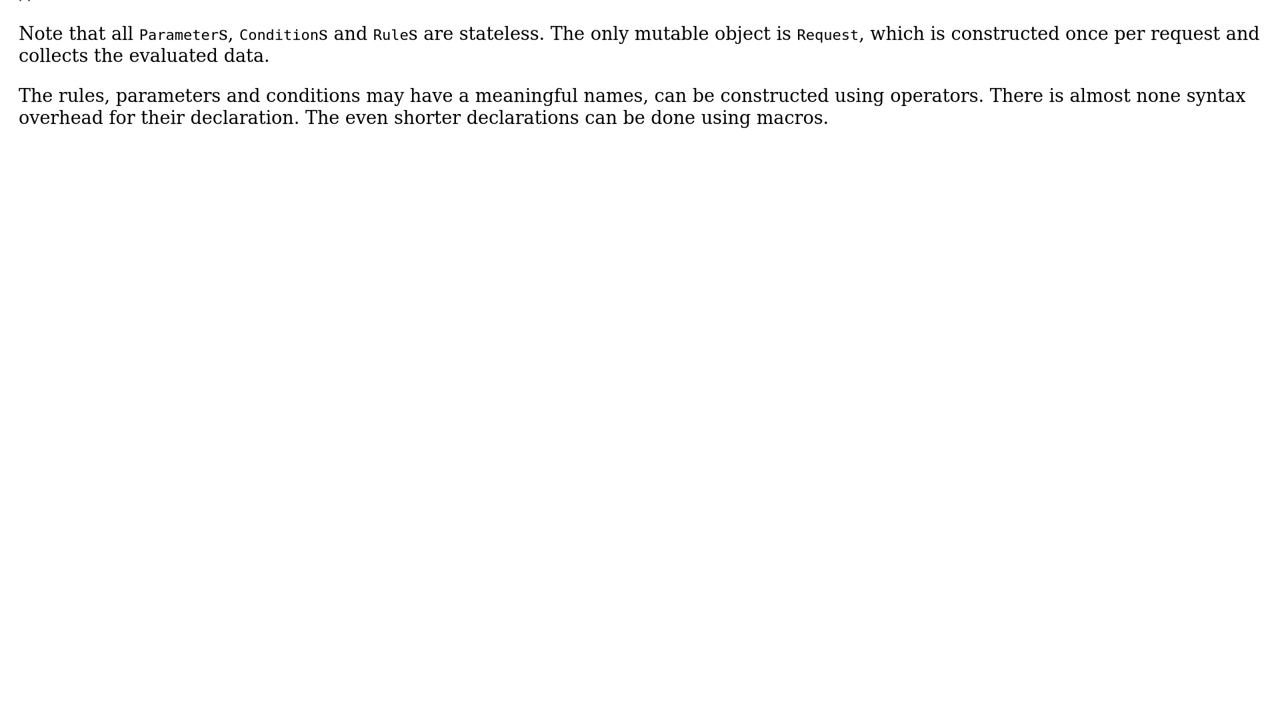 Note that all Parameters, Conditions and Rules are stateless. The only mutable object is Request, which is constructed once per request and
collects the evaluated data.
The rules, parameters and conditions may have a meaningful names, can be constructed using operators. There is almost none syntax
overhead for their declaration. The even shorter declarations can be done using macros.